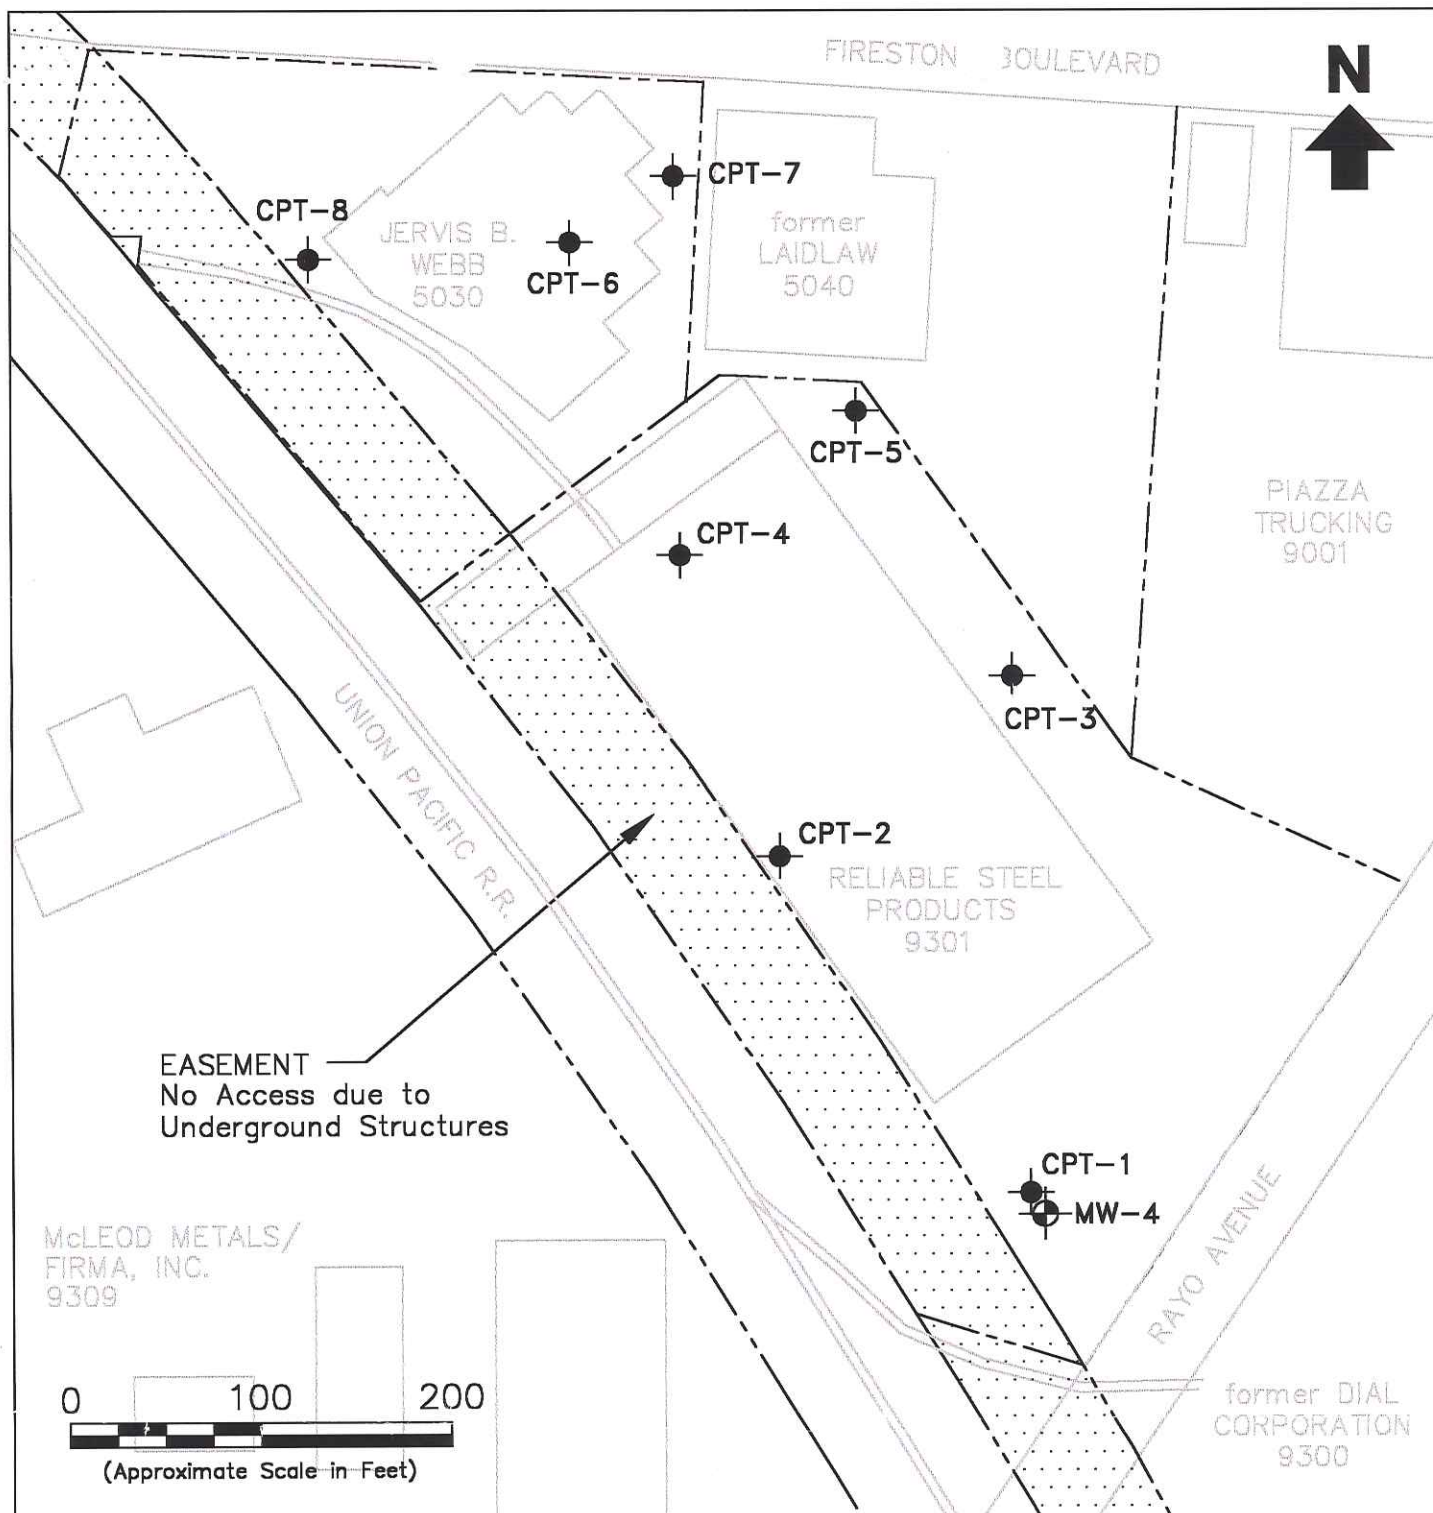 FIRESTON BOULEVARD
N
CPT-7
CPT-8
JERVIS B.
WEBB
5030
CPT-6
former
LAIDLAW
5040
CPT-5
PIAZZA
TRUCKING
9001
CPT-4
CPT-3
UNION PACIFIC R.R.
CPT-2
RELIABLE STEEL
PRODUCTS
9301
EASEMENT
No Access due to
Underground Structures
CPT-1
MW-4
RAYO AVENUE
McLEOD METALS/
FIRMA, INC.
9309
0 100 200
(Approximate Scale in Feet)
former DIAL
CORPORATION
9300